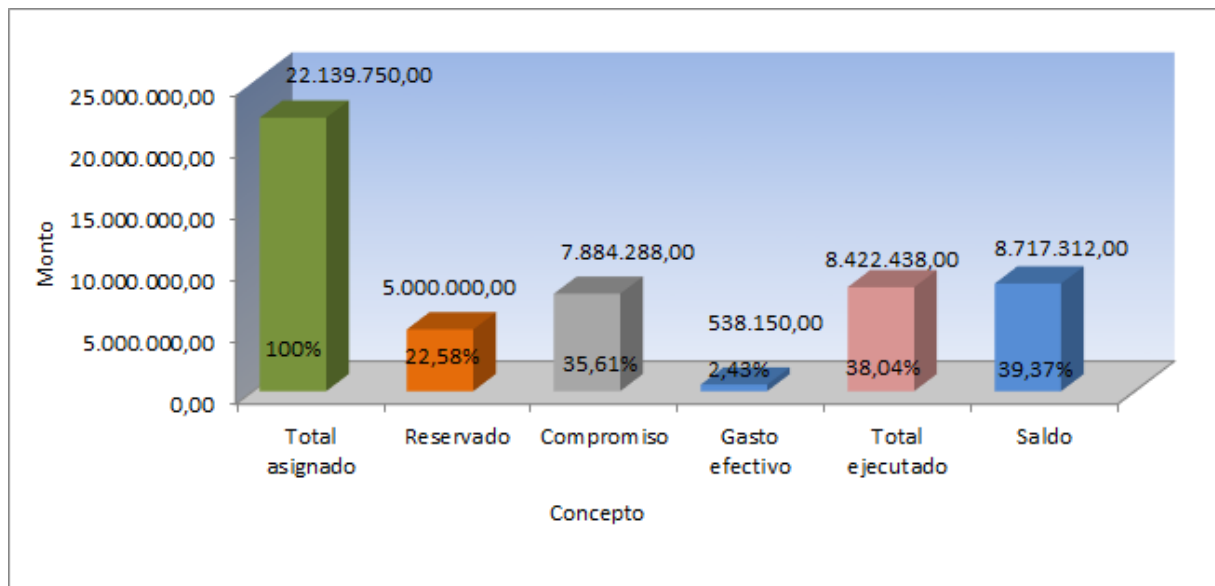 22.139.750,00
25.000.000,00
20.000.000,00
15.000.000,00
10.000.000,00
5.000.000,00
0,00
Monto
5.000.000,00
7.884.288,00
538.150,00
8.422.438,00
8.717.312,00
100%
22,58%
35,61%
2,43%
38,04%
39,37%
Total asignado
Reservado
Compromiso
Gasto efectivo
Total ejecutado
Saldo
Concepto